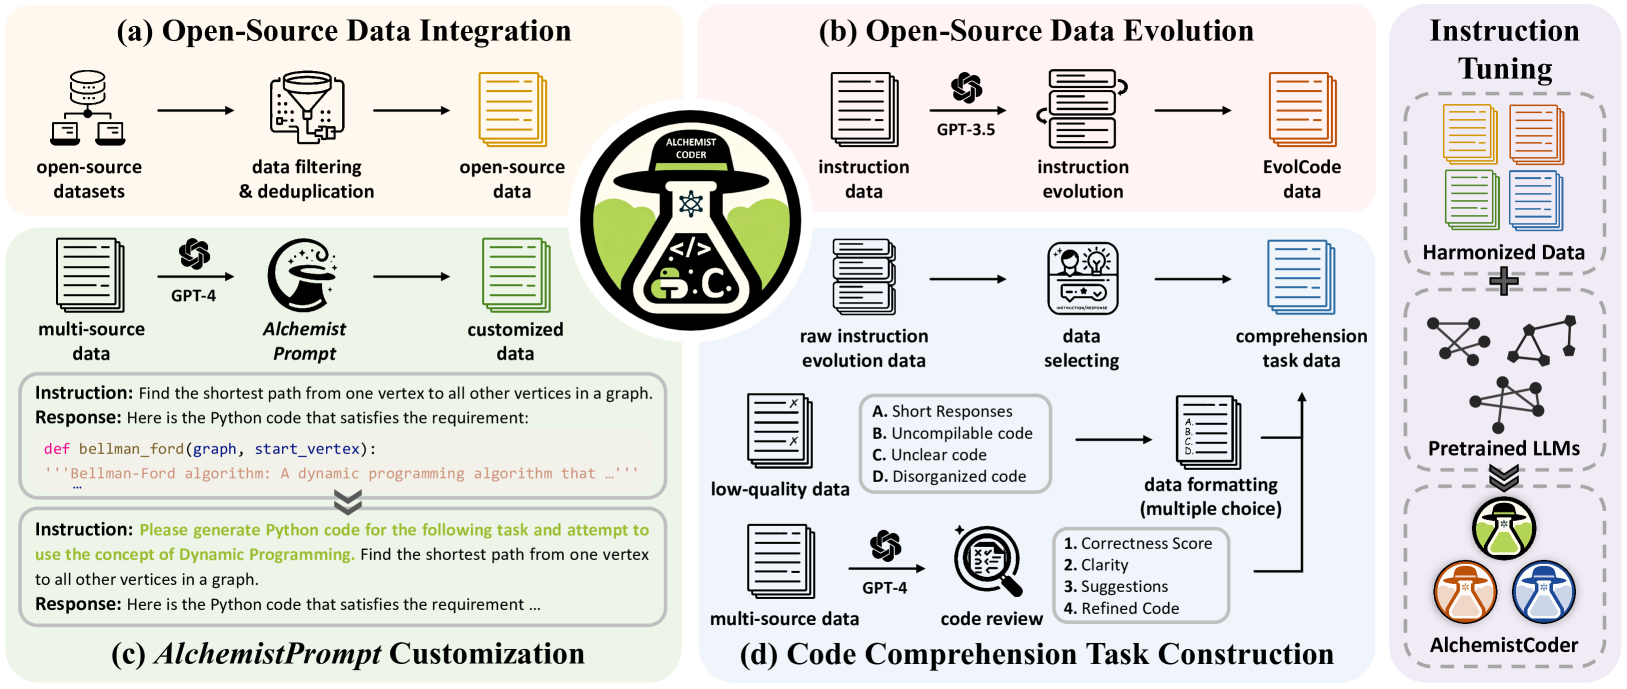 (a) Open-Source Data Integration
open-source
datasets
data filtering
& deduplication
open-source
data
ALCHEMIST
CODER
</>
C
(b) Open-Source Data Evolution
instruction
data
GPT-3.5
instruction
evolution
EvolCode
data
multi-source
data
GPT-4
Alchemist
Prompt
customized
data
Instruction: Find the shortest path from one vertex to all other vertices in a graph.
Response: Here is the Python code that satisfies the requirement:
def bellman_ford(graph, start_vertex):
'''Bellman-Ford algorithm: A dynamic programming algorithm that …'''
…
Instruction: Please generate Python code for the following task and attempt to
use the concept of Dynamic Programming. Find the shortest path from one vertex
to all other vertices in a graph.
Response: Here is the Python code that satisfies the requirement …
(c) AlchemistPrompt Customization
raw instruction
evolution data
INSTRUCTION/RESPONSE
data
selecting
comprehension
task data
low-quality data
A. Short Responses
B. Uncompilable code
C. Unclear code
D. Disorganized code
A.
B.
C.
D.
data formatting
(multiple choice)
multi-source data
GPT-4
code review
1. Correctness Score
2. Clarity
3. Suggestions
4. Refined Code
(d) Code Comprehension Task Construction
Instruction
Tuning
Harmonized Data
Pretrained LLMs
AlchemistCoder